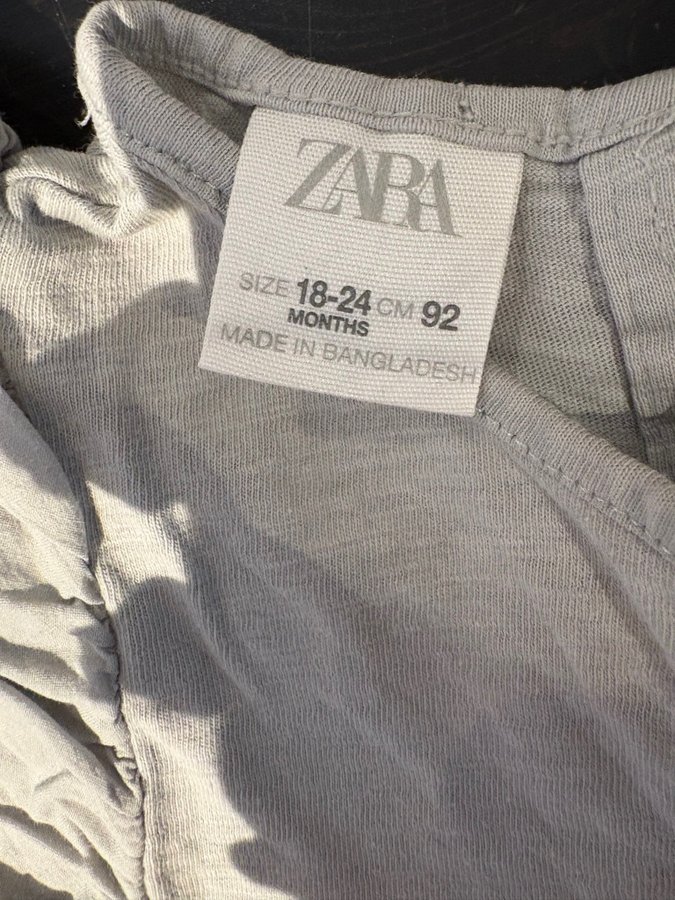 ZARA
SIZE 18-24 CM 92
MONTHS
MADE IN BANGLADESH